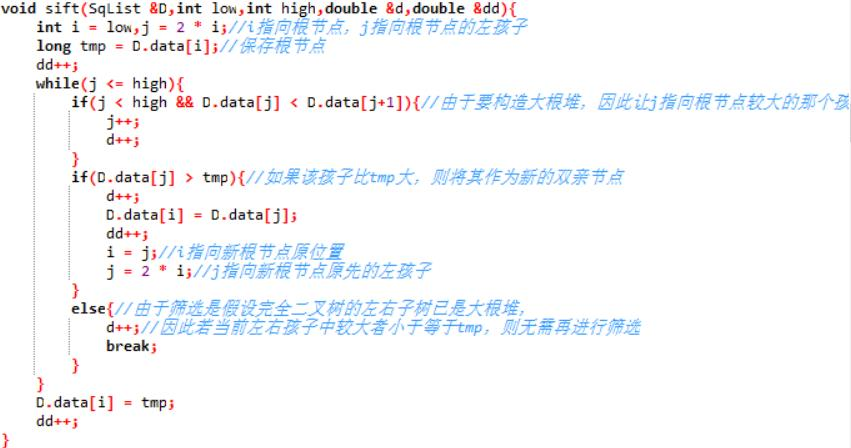 void sift(SqList &D,int low,int high,double &d,double &dd){
    int i = low,j = 2 * i;//i指向根节点，j指向根节点的左孩子
    long tmp = D.data[i];//保存根节点
    dd++;
    while(j <= high){
        if(j < high && D.data[j] < D.data[j+1]){//由于要构造大根堆，因此让j指向根节点较大的那个孩
            j++;
            d++;
        }
        if(D.data[j] > tmp){//如果该孩子比tmp大，则将其作为新的双亲节点
            d++;
            D.data[i] = D.data[j];
            dd++;
            i = j;//i指向新根节点原位置
            j = 2 * i;//j指向新根节点原先的左孩子
        }
        else{//由于筛选是假设完全二叉树的左右子树已是大根堆，
            d++;//因此若当前左右孩子中较大者小于等于tmp，则无需再进行筛选
            break;
        }
    }
    D.data[i] = tmp;
    dd++;
}